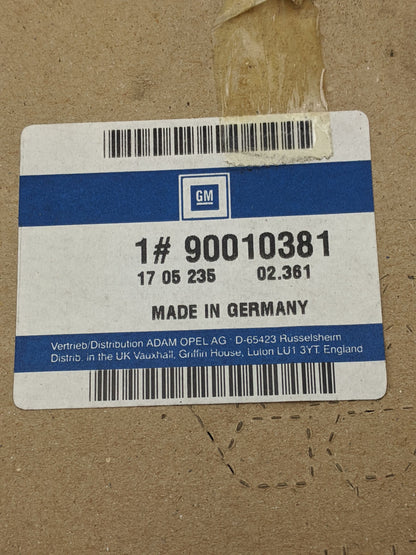 GM
1# 90010381
17 05 235 02.361
MADE IN GERMANY
Vertrieb/Distribution ADAM OPEL AG · D-65423 Rüsselsheim
Distrib. in the UK Vauxhall, Griffin House, Luton LU1 3YT. England